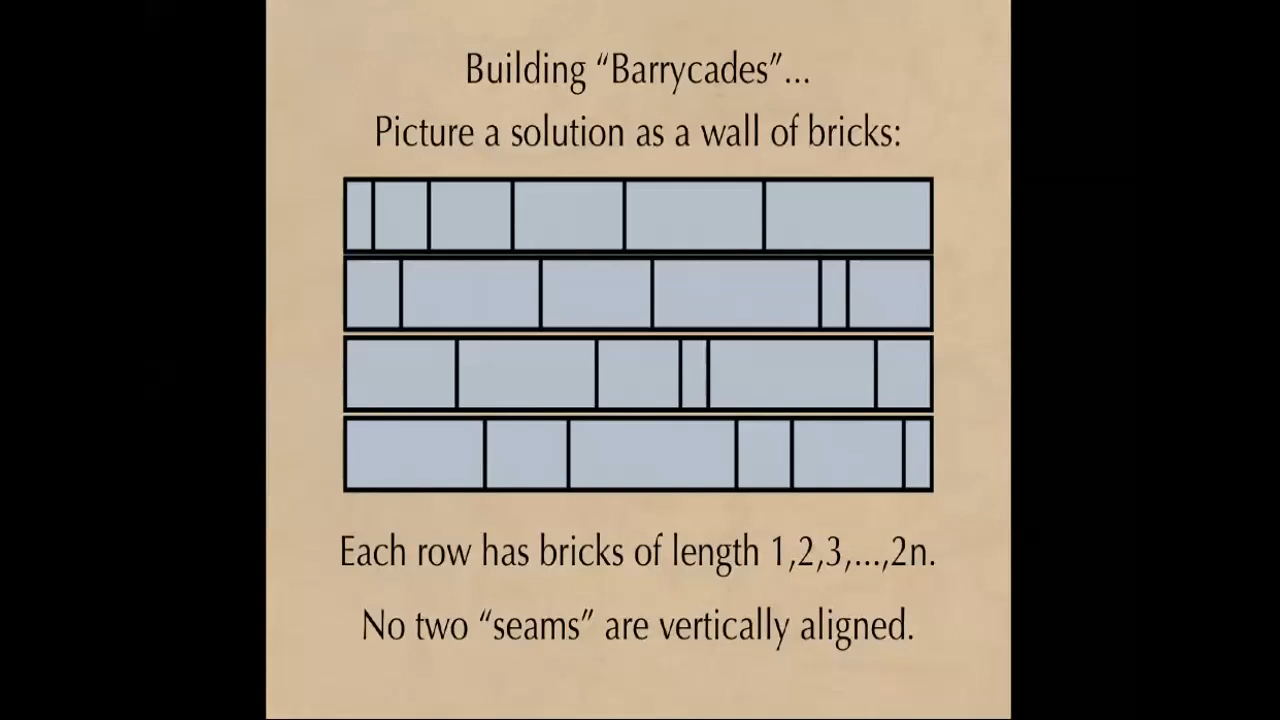 Building “Barrycades”...
Picture a solution as a wall of bricks:
Each row has bricks of length 1,2,3,...,2n.
No two “seams” are vertically aligned.